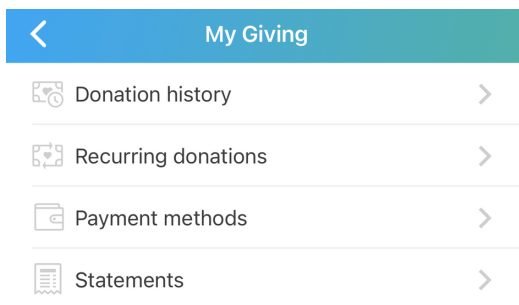 My Giving
Donation history
Recurring donations
Payment methods
Statements